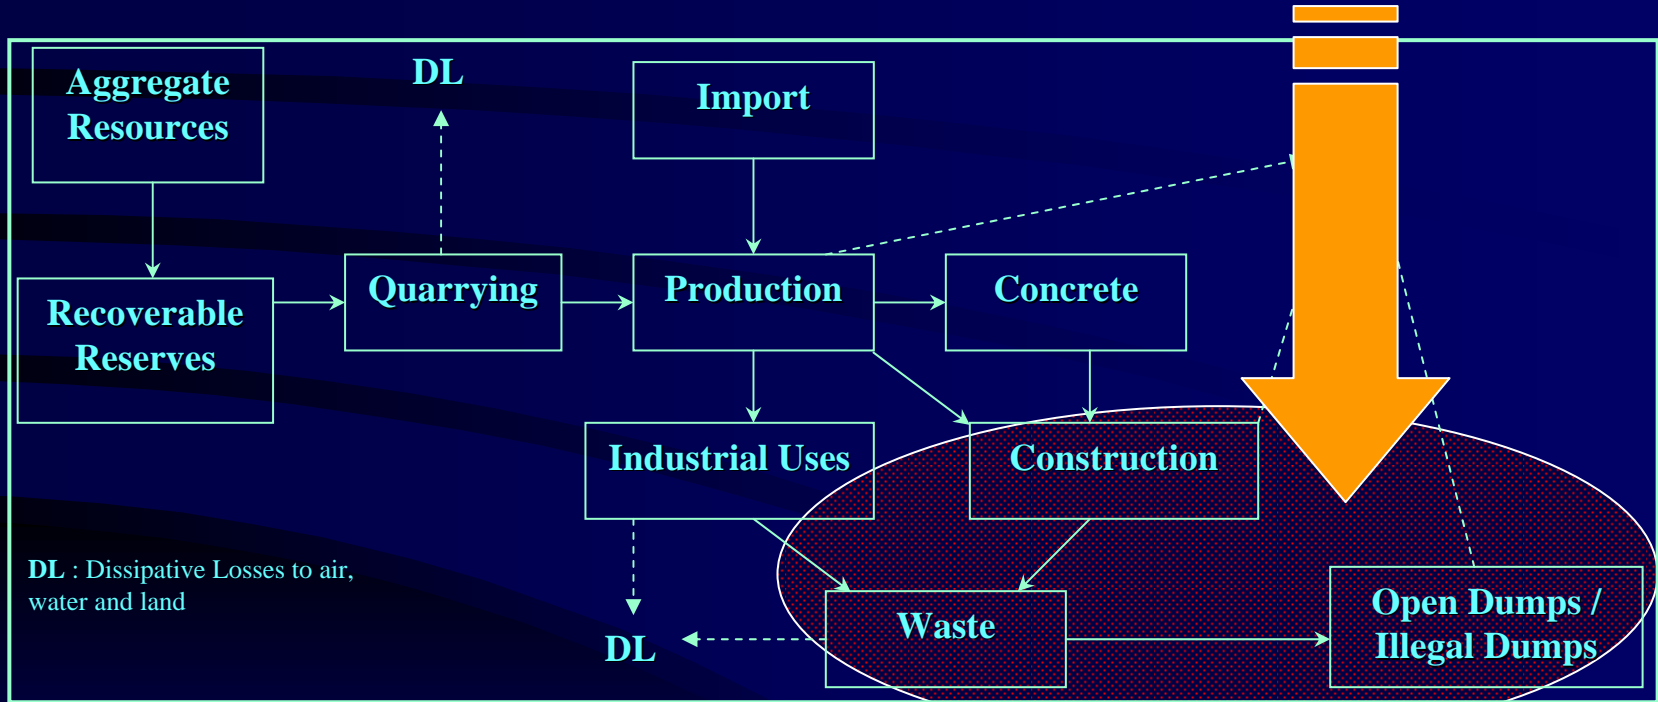 Aggregate
Resources
DL
Import
Recoverable
Reserves
Quarrying
Production
Concrete
Industrial Uses
Construction
DL : Dissipative Losses to air,
water and land
DL
Waste
Open Dumps /
Illegal Dumps